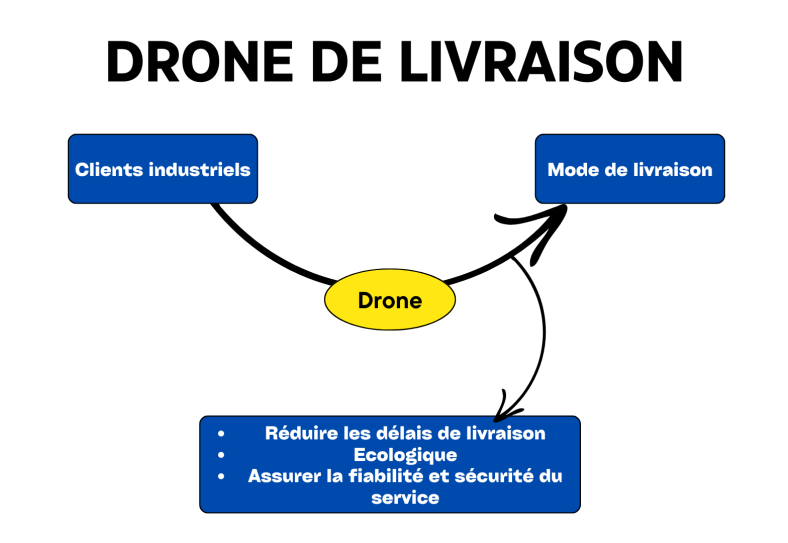 DRONE DE LIVRAISON
Clients industriels
Mode de livraison
Drone
• Réduire les délais de livraison
• Ecologique
• Assurer la fiabilité et sécurité du
service